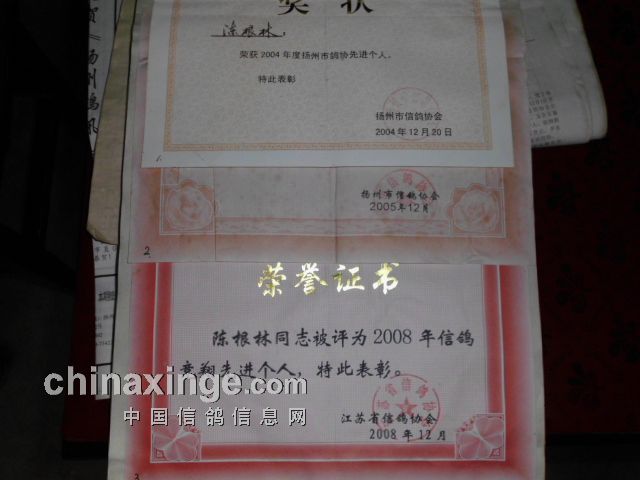 奖状
陈根林:
荣获2004年度扬州市鸽协先进个人,
特此表彰
扬州市信鸽协会
2004年12月20日
1.
扬州市信鸽协会
2005年12月
2.
荣誉证书
陈根林同志被评为2008年信鸽
竞翔先进个人,特此表彰。
江苏省信鸽协会
2008年12月
3.
chinaxinge.com
中国信鸽信息网